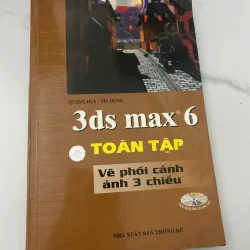 QUANG HUY - TÍN DŨNG
3ds max® 6
TOÀN TẬP
Vẽ phối cảnh
ảnh 3 chiều
NHÀ XUẤT BẢN THỐNG KÊ